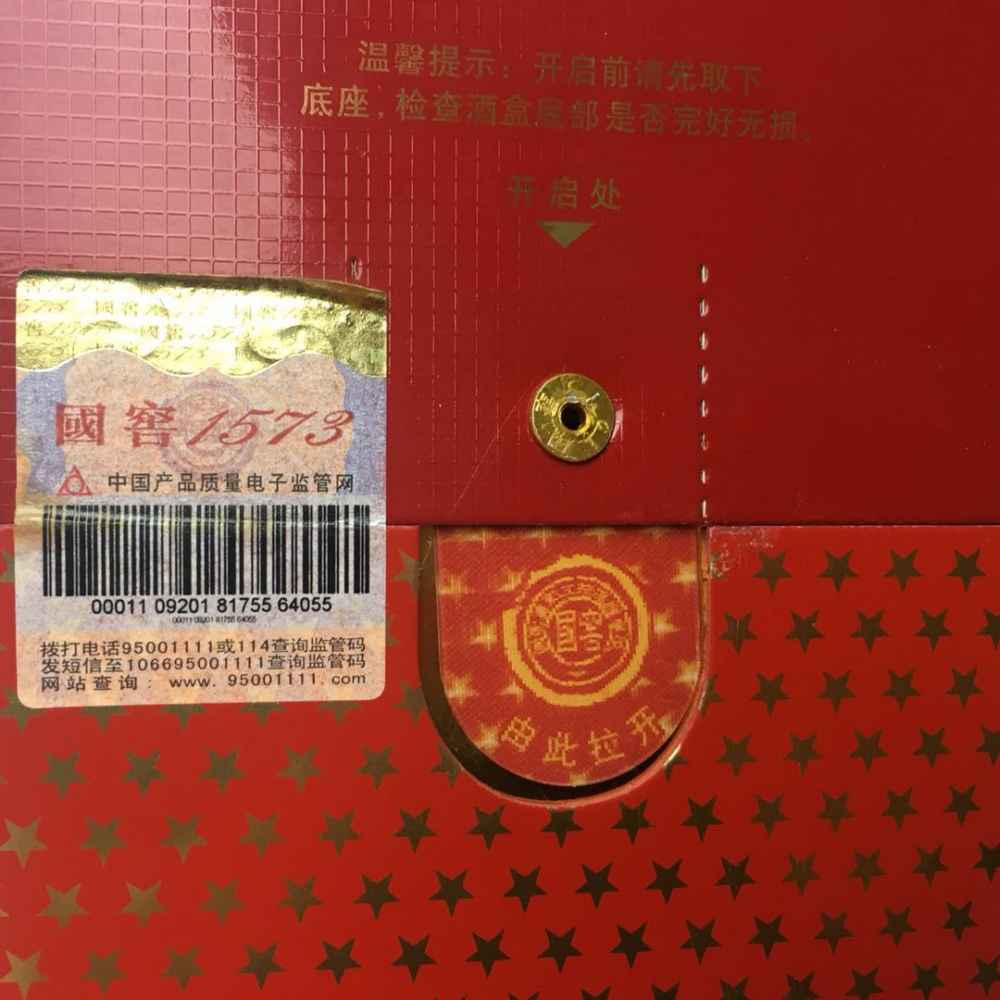 温馨提示：开启前请先取下
底座，检查酒盒底部是否完好无损。
开启处
國窖1573
中国产品质量电子监管网
00011 09201 81755 64055
00011 09201 81755 64055
拨打电话95001111或114查询监管码
发短信至106695001111查询监管码
网站查询：www.95001111.com
由此拉开